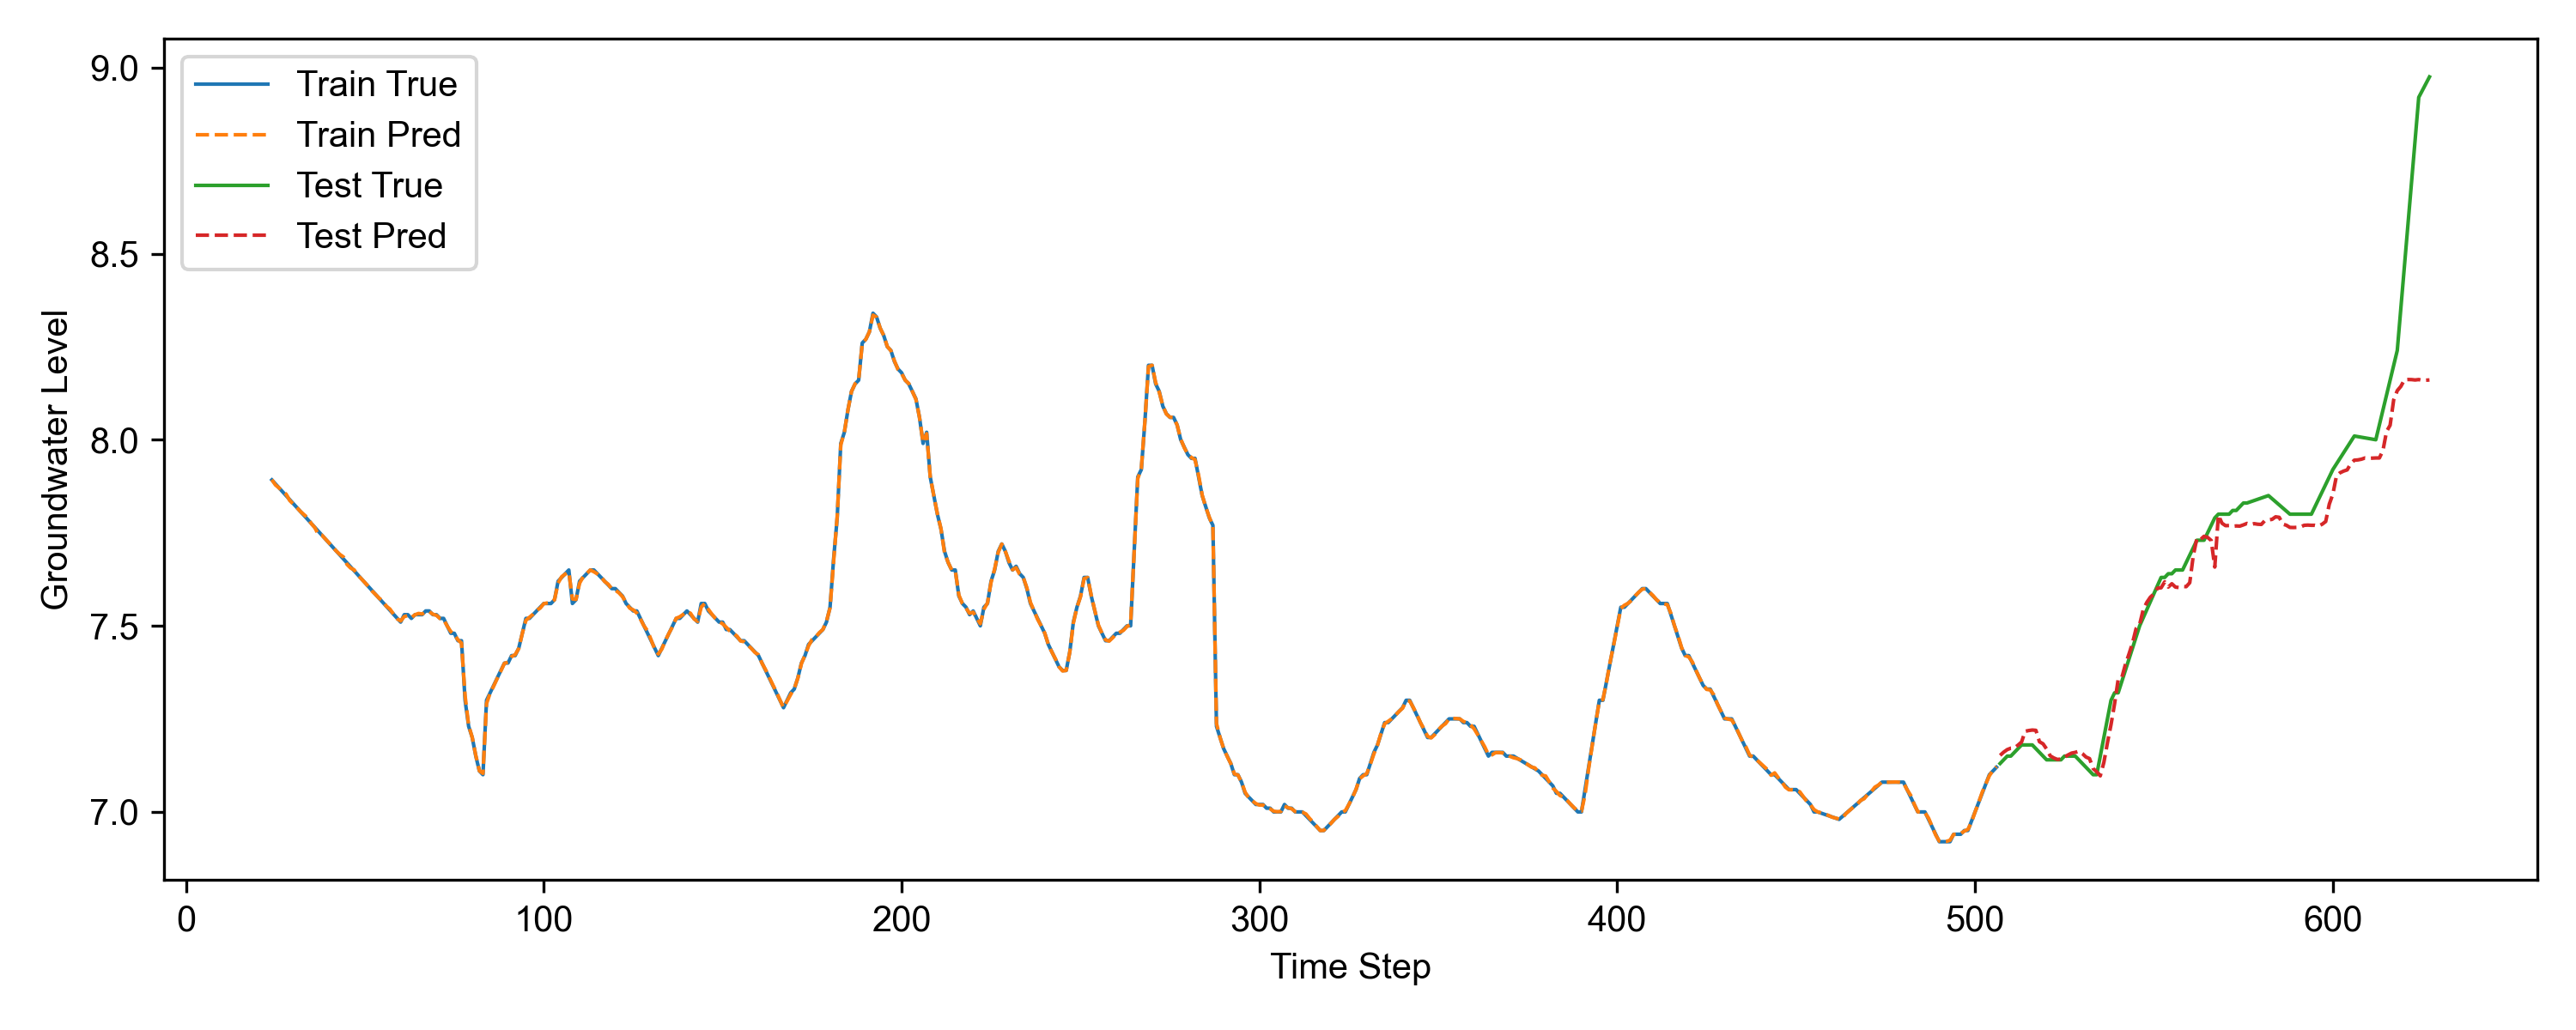 9.0
8.5
8.0
7.5
7.0
Groundwater Level
Train True
Train Pred
Test True
Test Pred
0 100 200 300 400 500 600
Time Step